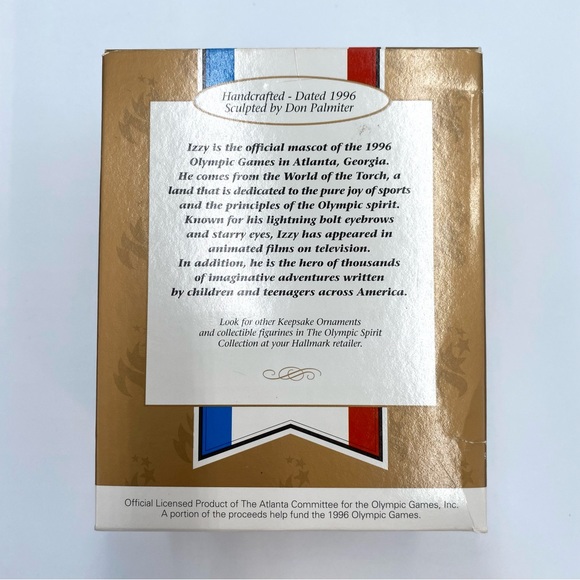 Handcrafted - Dated 1996
Sculpted by Don Palmiter
Izzy is the official mascot of the 1996
Olympic Games in Atlanta, Georgia.
He comes from the World of the Torch, a
land that is dedicated to the pure joy of sports
and the principles of the Olympic spirit.
Known for his lightning bolt eyebrows
and starry eyes, Izzy has appeared in
animated films on television.
In addition, he is the hero of thousands
of imaginative adventures written
by children and teenagers across America.
Look for other Keepsake Ornaments
and collectible figurines in The Olympic Spirit
Collection at your Hallmark retailer.
Official Licensed Product of The Atlanta Committee for the Olympic Games, Inc.
A portion of the proceeds help fund the 1996 Olympic Games.